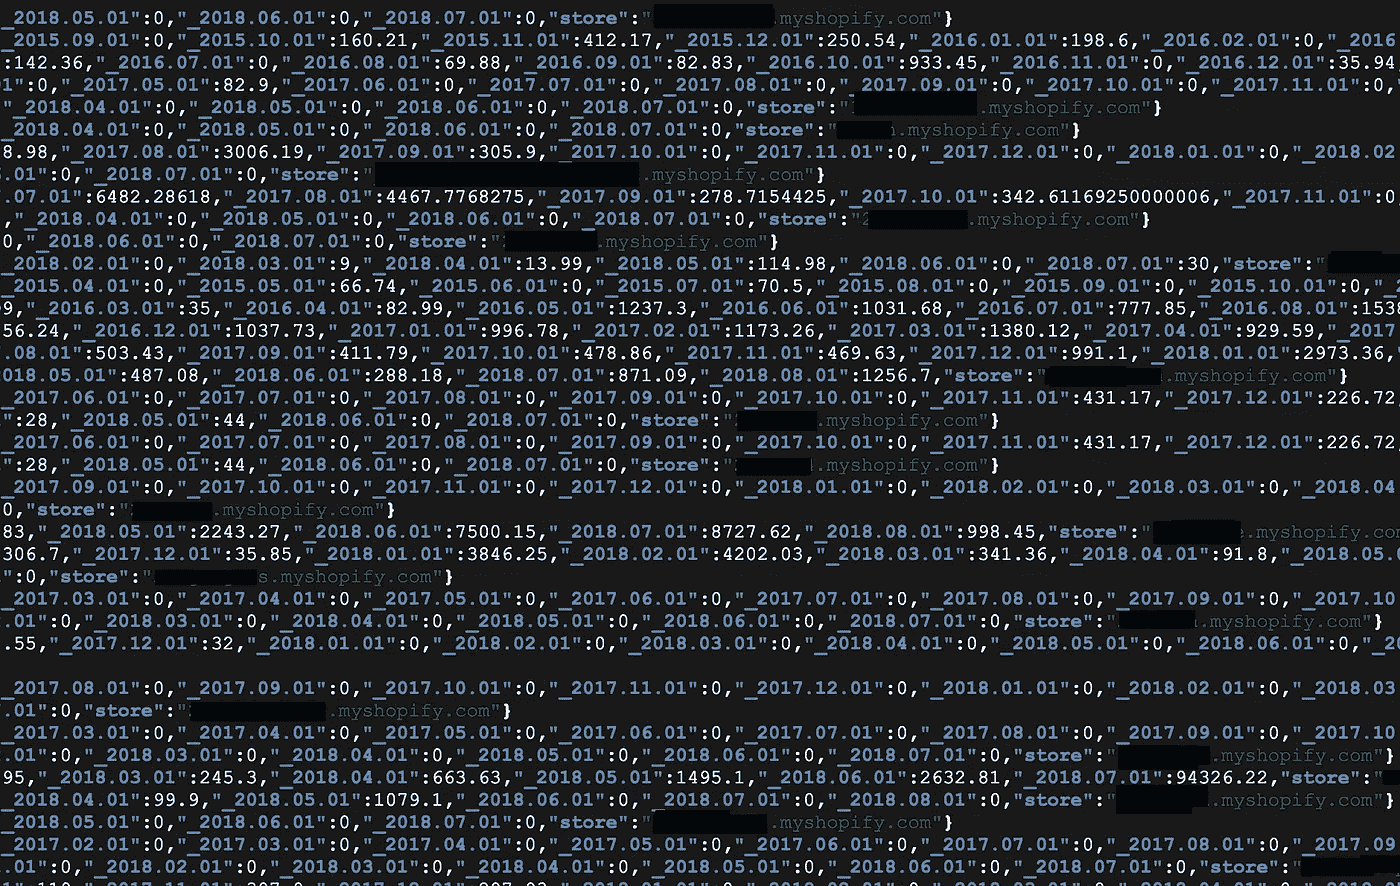 _2018.05.01":0,"_2018.06.01":0,"_2018.07.01":0,"store":" .myshopify.com"}
_2015.09.01":0,"_2015.10.01":160.21,"_2015.11.01":412.17,"_2015.12.01":250.54,"_2016.01.01":198.6,"_2016.02.01":0,"_2016
:142.36,"_2016.07.01":0,"_2016.08.01":69.88,"_2016.09.01":82.83,"_2016.10.01":933.45,"_2016.11.01":0,"_2016.12.01":35.94,
1":0,"_2017.05.01":82.9,"_2017.06.01":0,"_2017.07.01":0,"_2017.08.01":0,"_2017.09.01":0,"_2017.10.01":0,"_2017.11.01":0,"
"_2018.04.01":0,"_2018.05.01":0,"_2018.06.01":0,"_2018.07.01":0,"store":" .myshopify.com"}
_2018.04.01":0,"_2018.05.01":0,"_2018.06.01":0,"_2018.07.01":0,"store":" .myshopify.com"}
8.98,"_2017.08.01":3006.19,"_2017.09.01":305.9,"_2017.10.01":0,"_2017.11.01":0,"_2017.12.01":0,"_2018.01.01":0,"_2018.02
.01":0,"_2018.07.01":0,"store":" .myshopify.com"}
.07.01":6482.28618,"_2017.08.01":4467.7768275,"_2017.09.01":278.7154425,"_2017.10.01":342.61169250000006,"_2017.11.01":0
,"_2018.04.01":0,"_2018.05.01":0,"_2018.06.01":0,"_2018.07.01":0,"store":" .myshopify.com"}
0,"_2018.06.01":0,"_2018.07.01":0,"store":" .myshopify.com"}
_2018.02.01":0,"_2018.03.01":9,"_2018.04.01":13.99,"_2018.05.01":114.98,"_2018.06.01":0,"_2018.07.01":30,"store":"
_2015.04.01":0,"_2015.05.01":66.74,"_2015.06.01":0,"_2015.07.01":70.5,"_2015.08.01":0,"_2015.09.01":0,"_2015.10.01":0,"_2
9,"_2016.03.01":35,"_2016.04.01":82.99,"_2016.05.01":1237.3,"_2016.06.01":1031.68,"_2016.07.01":777.85,"_2016.08.01":153
56.24,"_2016.12.01":1037.73,"_2017.01.01":996.78,"_2017.02.01":1173.26,"_2017.03.01":1380.12,"_2017.04.01":929.59,"_2017
.08.01":503.43,"_2017.09.01":411.79,"_2017.10.01":478.86,"_2017.11.01":469.63,"_2017.12.01":991.1,"_2018.01.01":2973.36,"
018.05.01":487.08,"_2018.06.01":288.18,"_2018.07.01":871.09,"_2018.08.01":1256.7,"store":" .myshopify.com"}
_2017.06.01":0,"_2017.07.01":0,"_2017.08.01":0,"_2017.09.01":0,"_2017.10.01":0,"_2017.11.01":431.17,"_2017.12.01":226.72
":28,"_2018.05.01":44,"_2018.06.01":0,"_2018.07.01":0,"store":" .myshopify.com"}
_2017.06.01":0,"_2017.07.01":0,"_2017.08.01":0,"_2017.09.01":0,"_2017.10.01":0,"_2017.11.01":431.17,"_2017.12.01":226.72
":28,"_2018.05.01":44,"_2018.06.01":0,"_2018.07.01":0,"store":" .myshopify.com"}
_2017.09.01":0,"_2017.10.01":0,"_2017.11.01":0,"_2017.12.01":0,"_2018.01.01":0,"_2018.02.01":0,"_2018.03.01":0,"_2018.04
0,"store":" .myshopify.com"}
83,"_2018.05.01":2243.27,"_2018.06.01":7500.15,"_2018.07.01":8727.62,"_2018.08.01":998.45,"store":" .myshopify.co
306.7,"_2017.12.01":35.85,"_2018.01.01":3846.25,"_2018.02.01":4202.03,"_2018.03.01":341.36,"_2018.04.01":91.8,"_2018.05.
":0,"store":" s.myshopify.com"}
_2017.03.01":0,"_2017.04.01":0,"_2017.05.01":0,"_2017.06.01":0,"_2017.07.01":0,"_2017.08.01":0,"_2017.09.01":0,"_2017.10
.01":0,"_2018.03.01":0,"_2018.04.01":0,"_2018.05.01":0,"_2018.06.01":0,"_2018.07.01":0,"store":" .myshopify.com"}
.55,"_2017.12.01":32,"_2018.01.01":0,"_2018.02.01":0,"_2018.03.01":0,"_2018.04.01":0,"_2018.05.01":0,"_2018.06.01":0,"_20
_2017.08.01":0,"_2017.09.01":0,"_2017.10.01":0,"_2017.11.01":0,"_2017.12.01":0,"_2018.01.01":0,"_2018.02.01":0,"_2018.03
.01":0,"store":" .myshopify.com"}
_2017.03.01":0,"_2017.04.01":0,"_2017.05.01":0,"_2017.06.01":0,"_2017.07.01":0,"_2017.08.01":0,"_2017.09.01":0,"_2017.10
.01":0,"_2018.03.01":0,"_2018.04.01":0,"_2018.05.01":0,"_2018.06.01":0,"_2018.07.01":0,"store":" .myshopify.com"}
95,"_2018.03.01":245.3,"_2018.04.01":663.63,"_2018.05.01":1495.1,"_2018.06.01":2632.81,"_2018.07.01":94326.22,"store":"
_2018.04.01":99.9,"_2018.05.01":1079.1,"_2018.06.01":0,"_2018.07.01":0,"_2018.08.01":0,"store":" .myshopify.com"}
_2018.05.01":0,"_2018.06.01":0,"_2018.07.01":0,"store":" .myshopify.com"}
_2017.02.01":0,"_2017.03.01":0,"_2017.04.01":0,"_2017.05.01":0,"_2017.06.01":0,"_2017.07.01":0,"_2017.08.01":0,"_2017.09
.01":0,"_2018.02.01":0,"_2018.03.01":0,"_2018.04.01":0,"_2018.05.01":0,"_2018.06.01":0,"_2018.07.01":0,"store":"